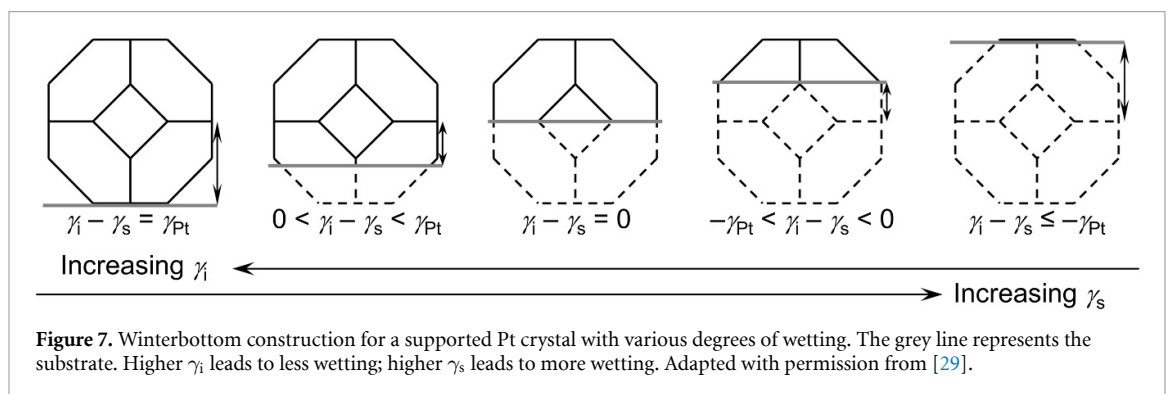 γi − γs = γPt
0 < γi − γs < γPt
γi − γs = 0
−γPt < γi − γs < 0
γi − γs ≤ −γPt
Increasing γi
Increasing γs
Figure 7. Winterbottom construction for a supported Pt crystal with various degrees of wetting. The grey line represents the
substrate. Higher γi leads to less wetting; higher γs leads to more wetting. Adapted with permission from [29].